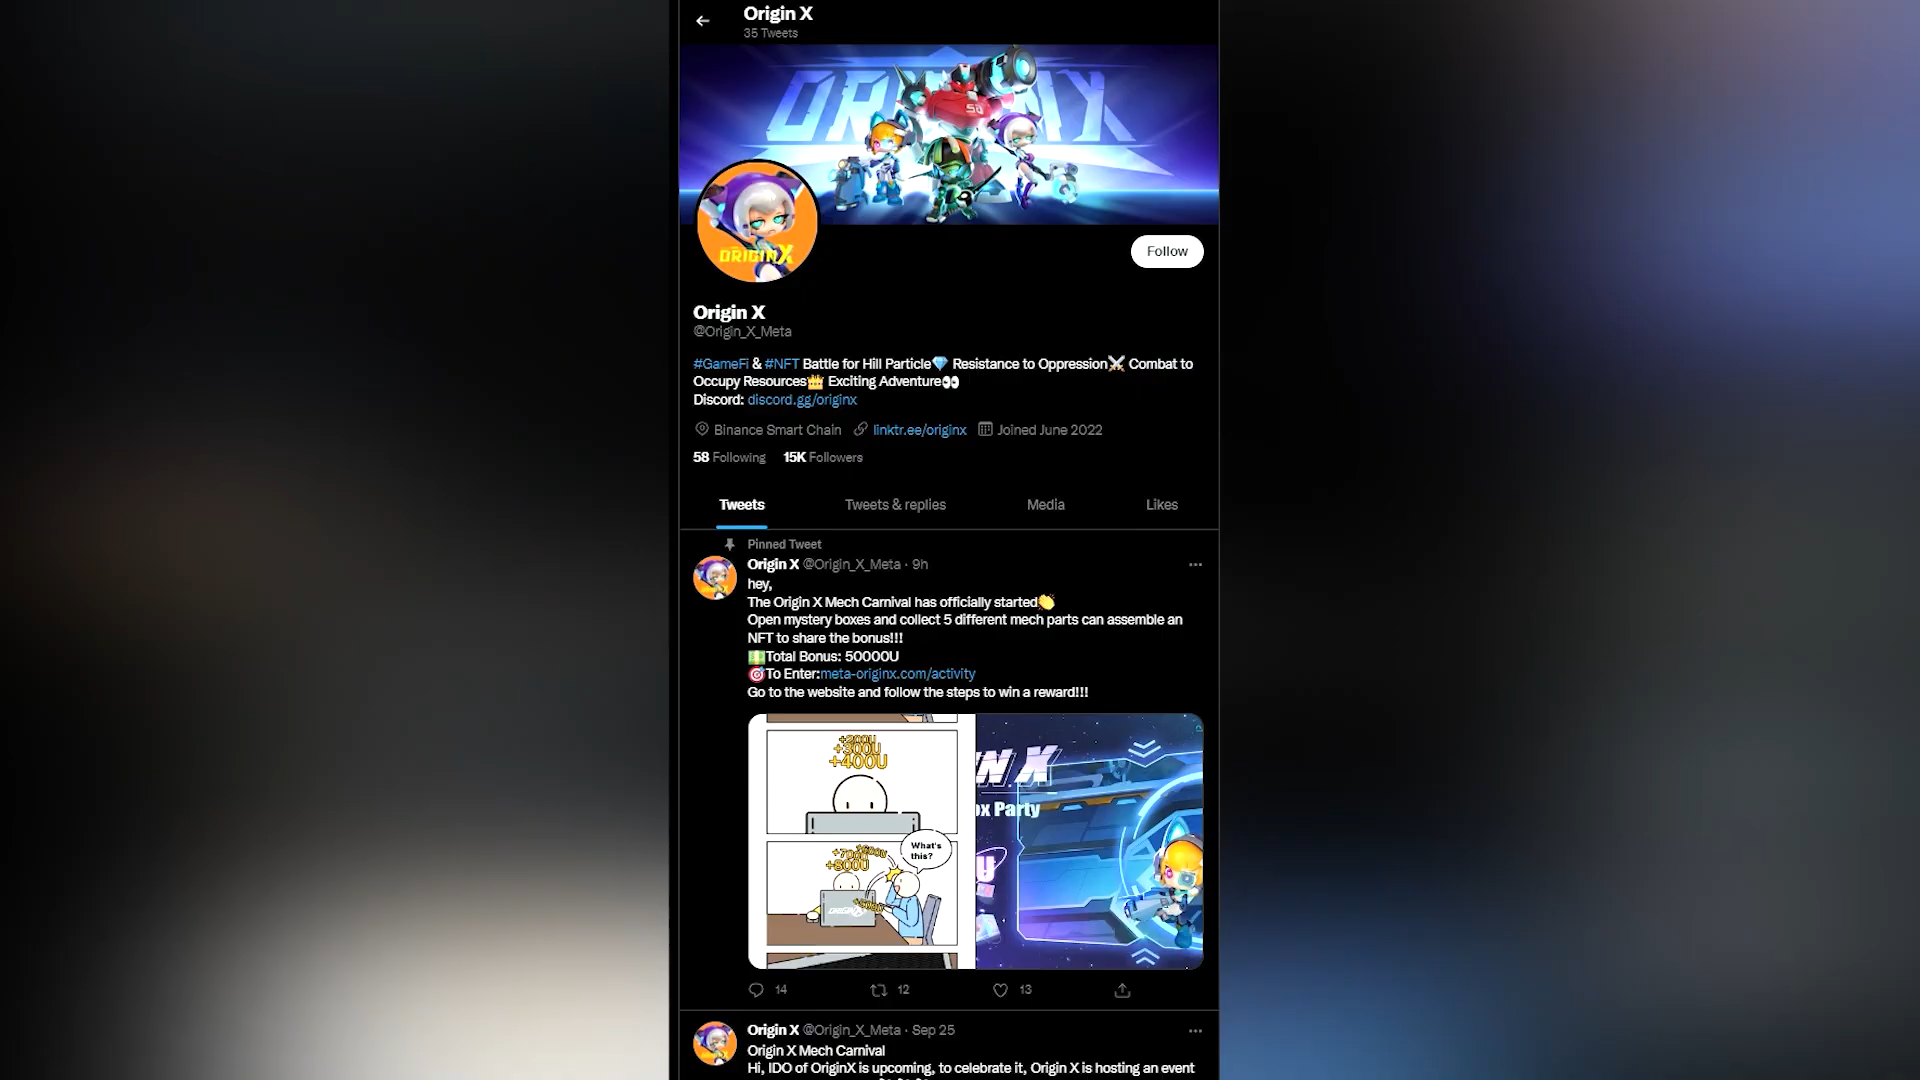 Origin X
35 Tweets
ORIGINX
Follow
Origin X
@Origin_X_Meta
#GameFi & #NFT Battle for Hill Particle💎 Resistance to Oppression⚔️ Combat to
Occupy Resources👑 Exciting Adventure👀
Discord: discord.gg/originx
Binance Smart Chain linktr.ee/originx Joined June 2022
58 Following 15K Followers
Tweets Tweets & replies Media Likes
Pinned Tweet
Origin X @Origin_X_Meta · 9h
hey,
The Origin X Mech Carnival has officially started👏
Open mystery boxes and collect 5 different mech parts can assemble an
NFT to share the bonus!!!
💵Total Bonus: 50000U
🎯To Enter:meta-originx.com/activity
Go to the website and follow the steps to win a reward!!!
+200U
+300U
+400U
What's
this?
+800U
ORIGINX
IN X
ox Party
U
14 12 13
Origin X @Origin_X_Meta · Sep 25
Origin X Mech Carnival
Hi, IDO of OriginX is upcoming, to celebrate it, Origin X is hosting an event